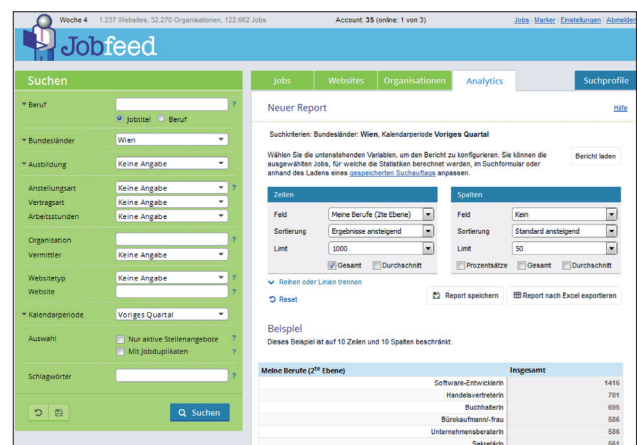 Woche 4 1.237 Websites, 32.278 Organisationen, 122.662 Jobs Account: 3$ (online: 1 von 3) Jobs Marker Einstellungen Abmelden
Jobfeed
Suchen
Beruf ?
Jobtitel Beruf
Bundesländer Wien
Ausbildung Keine Angabe
Anstellungsart Keine Angabe ?
Vertragsart Keine Angabe
Arbeitsstunden Keine Angabe
Organisation ?
Vermittler Keine Angabe
Websitetyp Keine Angabe ?
Website ?
Kalendarperiode Voriges Quartal
Auswahl Nur aktive Stellenangebote ?
Mit Jobduplikaten ?
Schlagwörter ?
Suchen
Jobs Websites Organisationen Analytics Suchprofile
Neuer Report Hilfe
Suchkriterien: Bundesländer: Wien, Kalendarperiode Voriges Quartal
Wählen Sie die untenstehenden Variablen, um den Bericht zu konfigurieren. Sie können die
ausgewählten Jobs, für welche die Statistiken berechnet werden, im Suchformular oder
anhand des Ladens eines gespeicherten Suchauftags anpassen.
Bericht laden
Zeilen
Feld Meine Berufe (2te Ebene)
Sortierung Ergebnisse ansteigend
Limit 1000
Gesamt Durchschnitt
Spalten
Feld Kein
Sortierung Standard ansteigend
Limit 50
Prozentsätze Gesamt Durchschnitt
Reihen oder Linien trennen
Reset
Report speichern Report nach Excel exportieren
Beispiel
Dieses Beispiel ist auf 10 Zeilen und 10 Spalten beschränkt.
Meine Berufe (2te Ebene) Insgesamt
Software-EntwicklerIn 1416
HandelsvertreterIn 781
BuchhalterIn 695
Bürokaufmann/-frau 586
UnternehmensberaterIn 586
SekretärIn 561